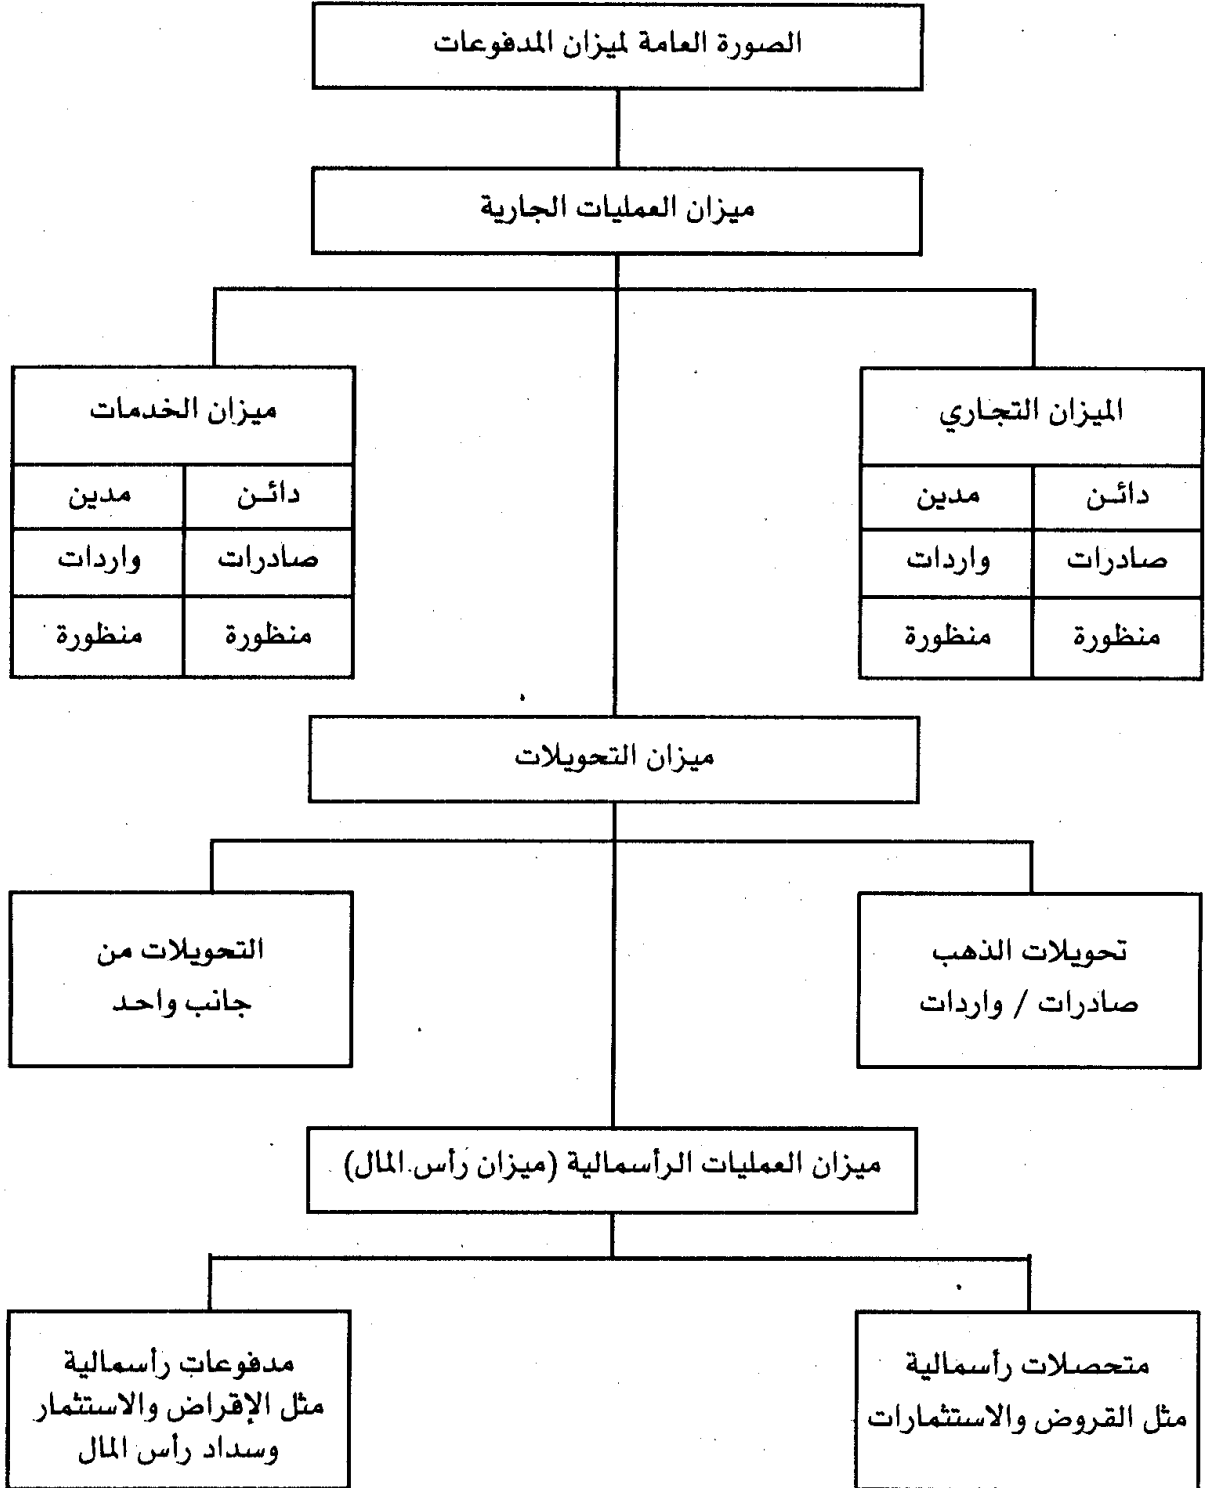 الصورة العامة لميزان المدفوعات
ميزان العمليات الجارية
الميزان التجاري
دائن مدين
صادرات واردات
منظورة منظورة
ميزان الخدمات
دائن مدين
صادرات واردات
منظورة منظورة
ميزان التحويلات
تحويلات الذهب
صادرات / واردات
التحويلات من
جانب واحد
ميزان العمليات الرأسمالية (ميزان رأس المال)
متحصلات رأسمالية
مثل القروض والاستثمارات
مدفوعات رأسمالية
مثل الإقراض والاستثمار
وسداد رأس المال